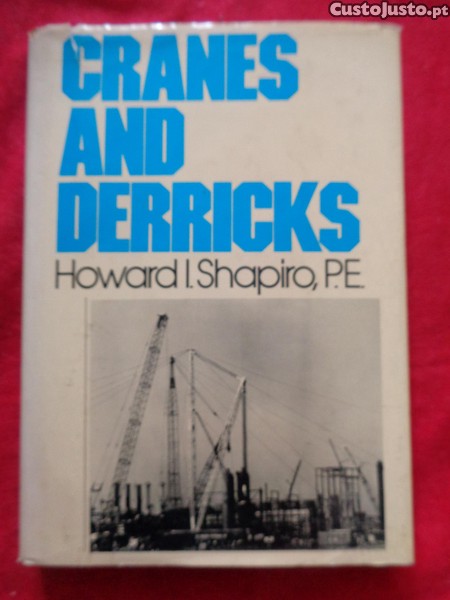 CustoJusto.pt
CRANES
AND
DERRICKS
Howard I. Shapiro, P.E.